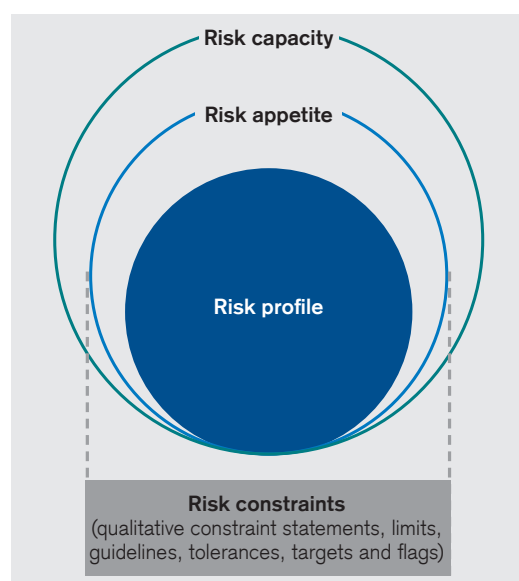 Risk capacity
Risk appetite
Risk profile
Risk constraints
(qualitative constraint statements, limits,
guidelines, tolerances, targets and flags)